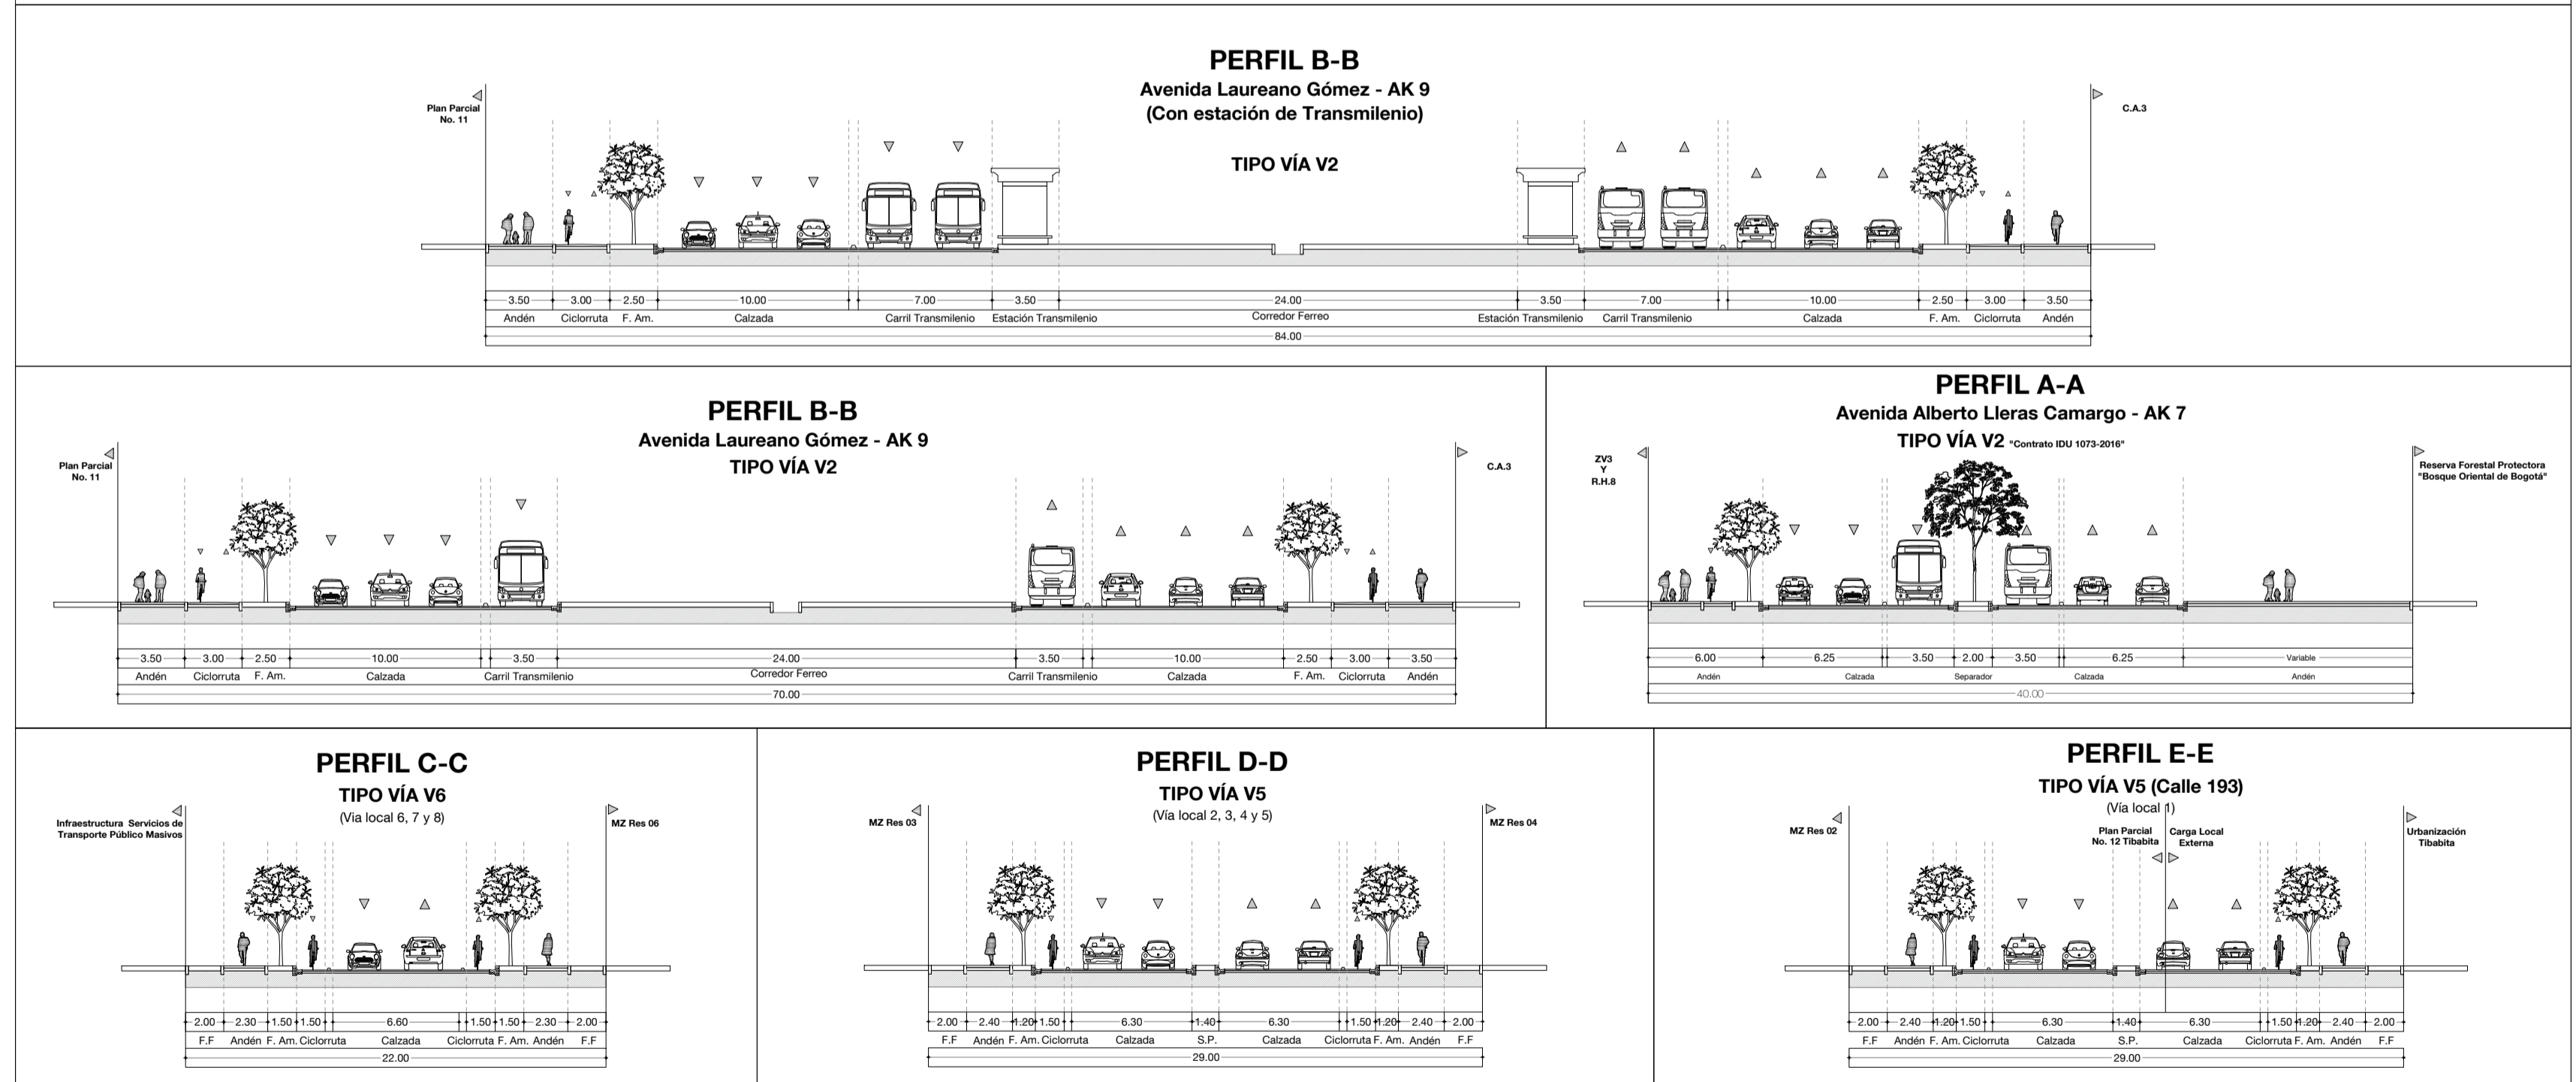 PERFIL B-B
Avenida Laureano Gómez - AK 9
(Con estación de Transmilenio)
TIPO VÍA V2
Plan Parcial
No. 11
C.A.3
3.50 3.00 2.50 10.00 7.00 3.50 24.00 3.50 7.00 10.00 2.50 3.00 3.50
Andén Ciclorruta F. Am. Calzada Carril Transmilenio Estación Transmilenio Corredor Ferreo Estación Transmilenio Carril Transmilenio Calzada F. Am. Ciclorruta Andén
84.00
PERFIL B-B
Avenida Laureano Gómez - AK 9
TIPO VÍA V2
Plan Parcial
No. 11
C.A.3
3.50 3.00 2.50 10.00 3.50 24.00 3.50 10.00 2.50 3.00 3.50
Andén Ciclorruta F. Am. Calzada Carril Transmilenio Corredor Ferreo Carril Transmilenio Calzada F. Am. Ciclorruta Andén
70.00
PERFIL A-A
Avenida Alberto Lleras Camargo - AK 7
TIPO VÍA V2 "Contrato IDU 1073-2016"
ZV3
Y
R.H.8
Reserva Forestal Protectora
"Bosque Oriental de Bogotá"
6.00 6.25 3.50 2.00 3.50 6.25 Variable
Andén Calzada Separador Calzada Andén
40.00
PERFIL C-C
TIPO VÍA V6
(Via local 6, 7 y 8)
Infraestructura Servicios de
Transporte Público Masivos
MZ Res 06
2.00 2.30 1.50 1.50 6.60 1.50 1.50 2.30 2.00
F.F Andén F. Am. Ciclorruta Calzada Ciclorruta F. Am. Andén F.F
22.00
PERFIL D-D
TIPO VÍA V5
(Vía local 2, 3, 4 y 5)
MZ Res 03
MZ Res 04
2.00 2.40 1.20 1.50 6.30 1.40 6.30 1.50 1.20 2.40 2.00
F.F Andén F. Am. Ciclorruta Calzada S.P. Calzada Ciclorruta F. Am. Andén F.F
29.00
PERFIL E-E
TIPO VÍA V5 (Calle 193)
(Vía local 1)
MZ Res 02
Plan Parcial
No. 12 Tibabita
Carga Local
Externa
Urbanización
Tibabita
2.00 2.40 1.20 1.50 6.30 1.40 6.30 1.50 1.20 2.40 2.00
F.F Andén F. Am. Ciclorruta Calzada S.P. Calzada Ciclorruta F. Am. Andén F.F
29.00